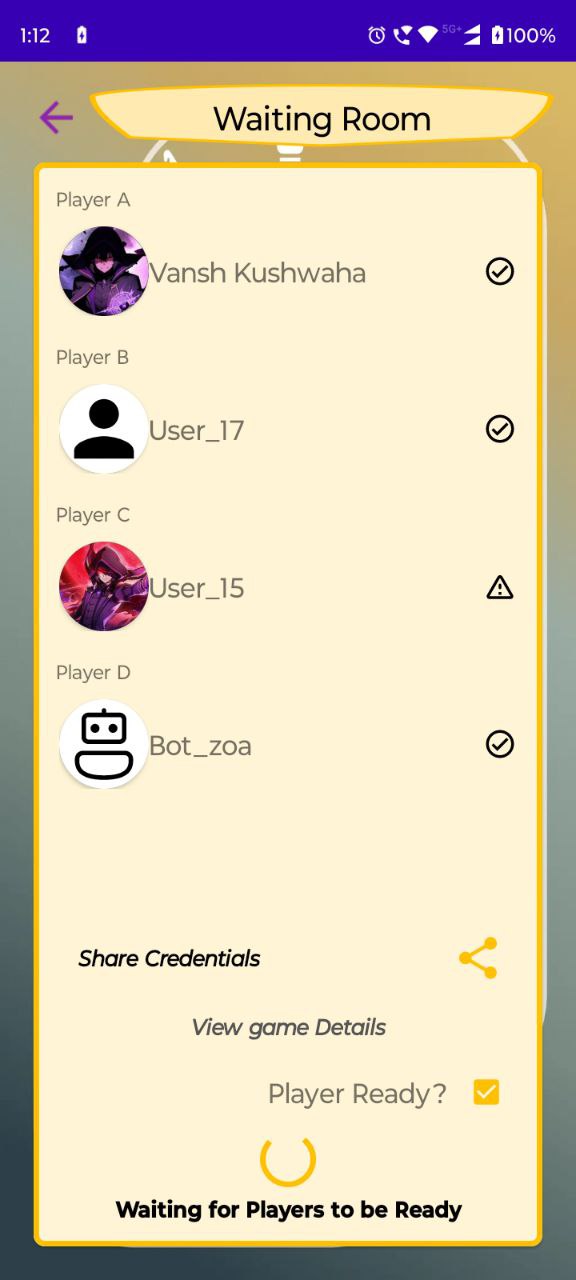 1:12 5G+ 100%
Waiting Room
Player A
Vansh Kushwaha
Player B
User_17
Player C
User_15
Player D
Bot_zoa
Share Credentials
View game Details
Player Ready?
Waiting for Players to be Ready